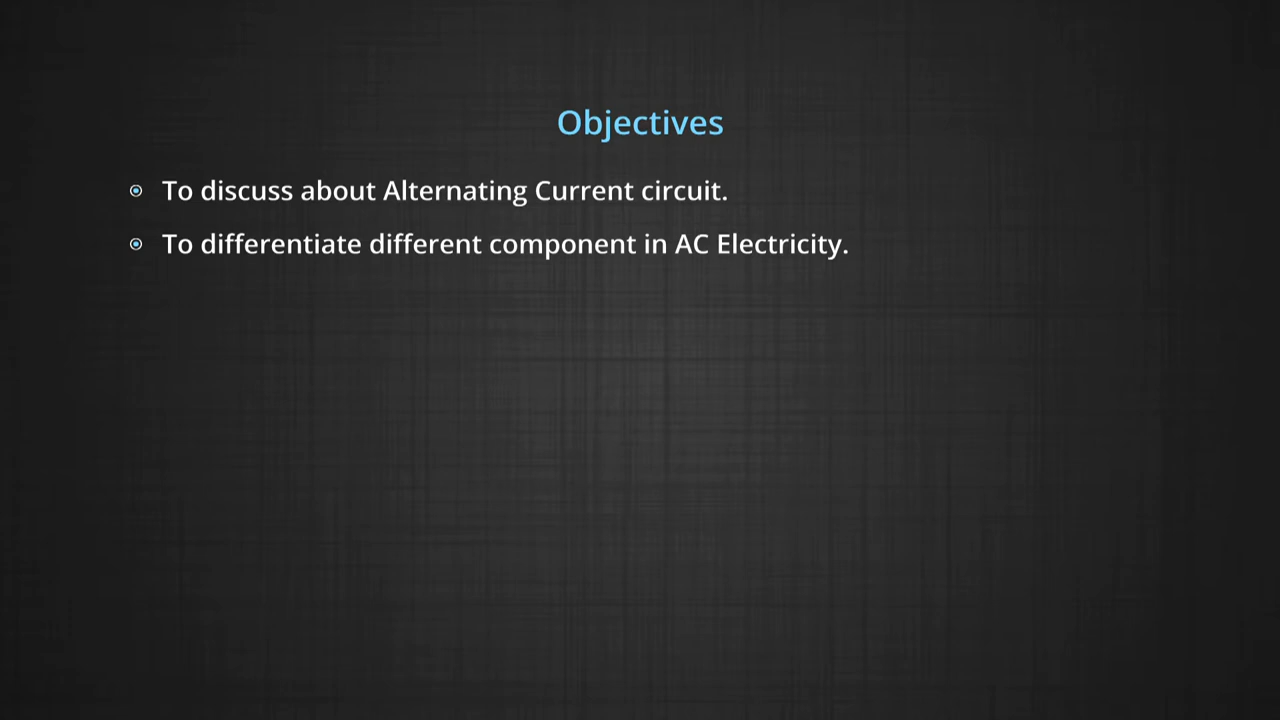 Objectives
To discuss about Alternating Current circuit.
To differentiate different component in AC Electricity.